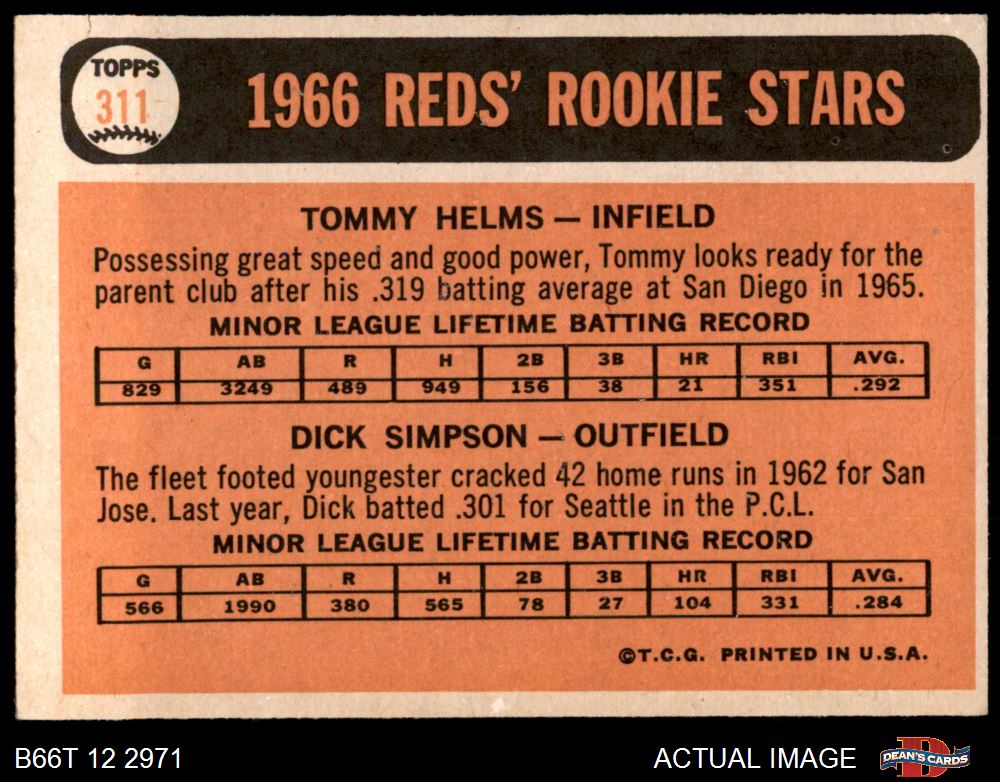 TOPPS
311
1966 REDS' ROOKIE STARS
TOMMY HELMS — INFIELD
Possessing great speed and good power, Tommy looks ready for the
parent club after his .319 batting average at San Diego in 1965.
MINOR LEAGUE LIFETIME BATTING RECORD
G AB R H 2B 3B HR RBI AVG.
829 3249 489 949 156 38 21 351 .292
DICK SIMPSON — OUTFIELD
The fleet footed youngester cracked 42 home runs in 1962 for San
Jose. Last year, Dick batted .301 for Seattle in the P.C.L.
MINOR LEAGUE LIFETIME BATTING RECORD
G AB R H 2B 3B HR RBI AVG.
566 1990 380 565 78 27 104 331 .284
©T.C.G. PRINTED IN U.S.A.
B66T 12 2971
ACTUAL IMAGE
DEAN'S CARDS